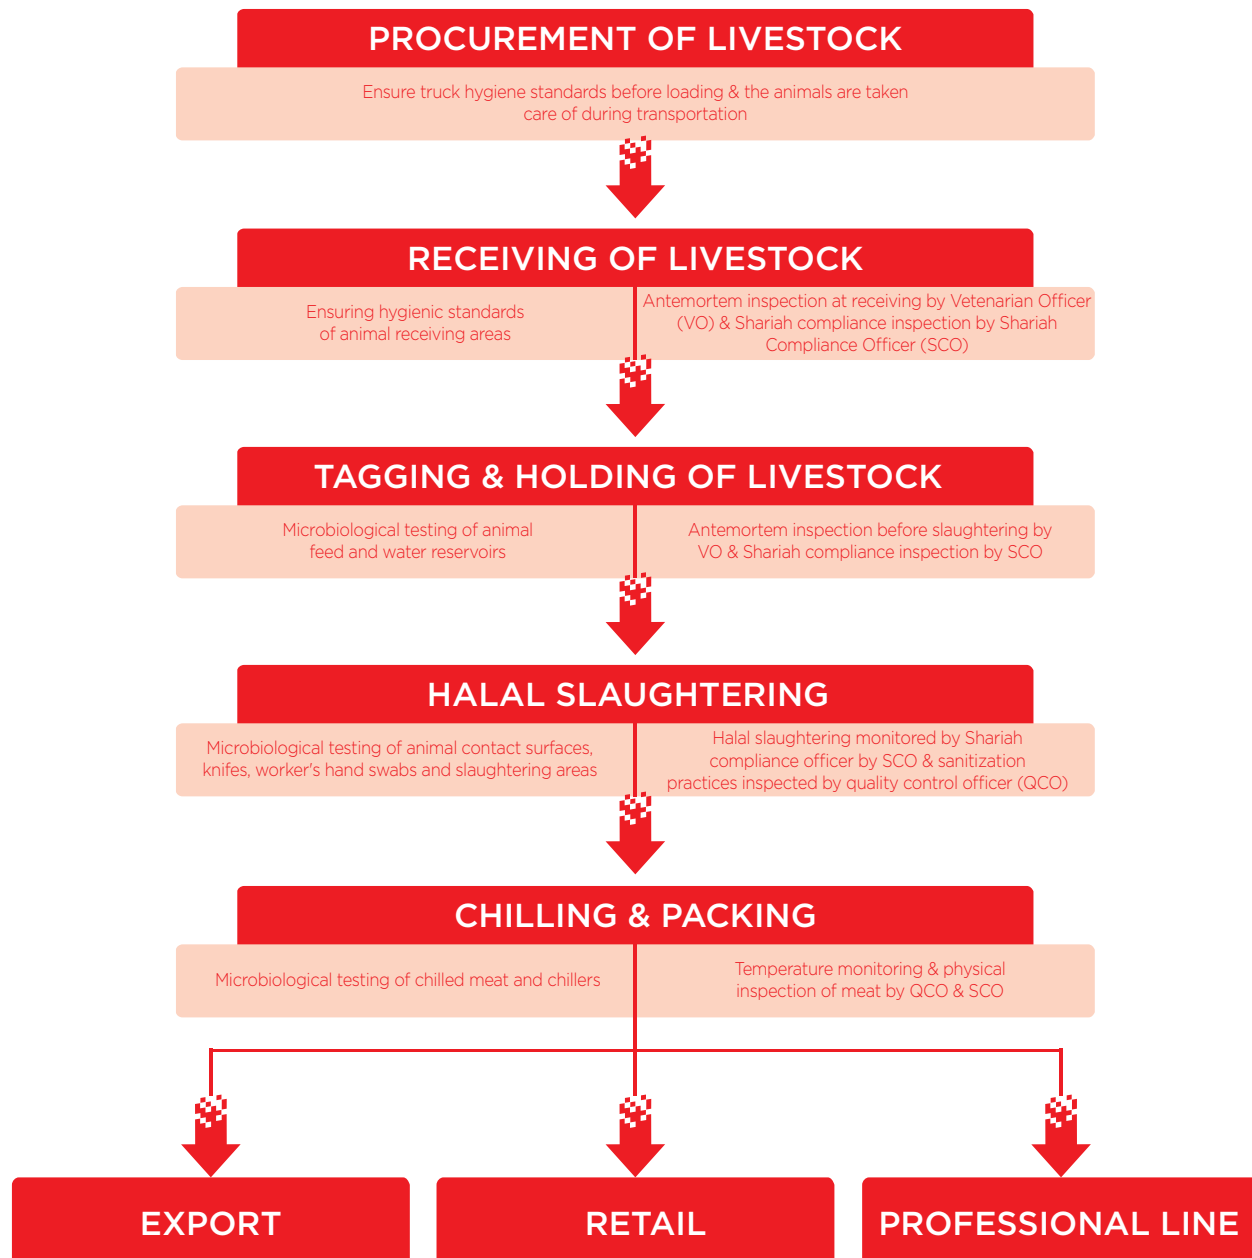 PROCUREMENT OF LIVESTOCK
Ensure truck hygiene standards before loading & the animals are taken
care of during transportation
RECEIVING OF LIVESTOCK
Ensuring hygienic standards
of animal receiving areas
Antemortem inspection at receiving by Vetenarian Officer
(VO) & Shariah compliance inspection by Shariah
Compliance Officer (SCO)
TAGGING & HOLDING OF LIVESTOCK
Microbiological testing of animal
feed and water reservoirs
Antemortem inspection before slaughtering by
VO & Shariah compliance inspection by SCO
HALAL SLAUGHTERING
Microbiological testing of animal contact surfaces,
knifes, worker's hand swabs and slaughtering areas
Halal slaughtering monitored by Shariah
compliance officer by SCO & sanitization
practices inspected by quality control officer (QCO)
CHILLING & PACKING
Microbiological testing of chilled meat and chillers
Temperature monitoring & physical
inspection of meat by QCO & SCO
EXPORT
RETAIL
PROFESSIONAL LINE